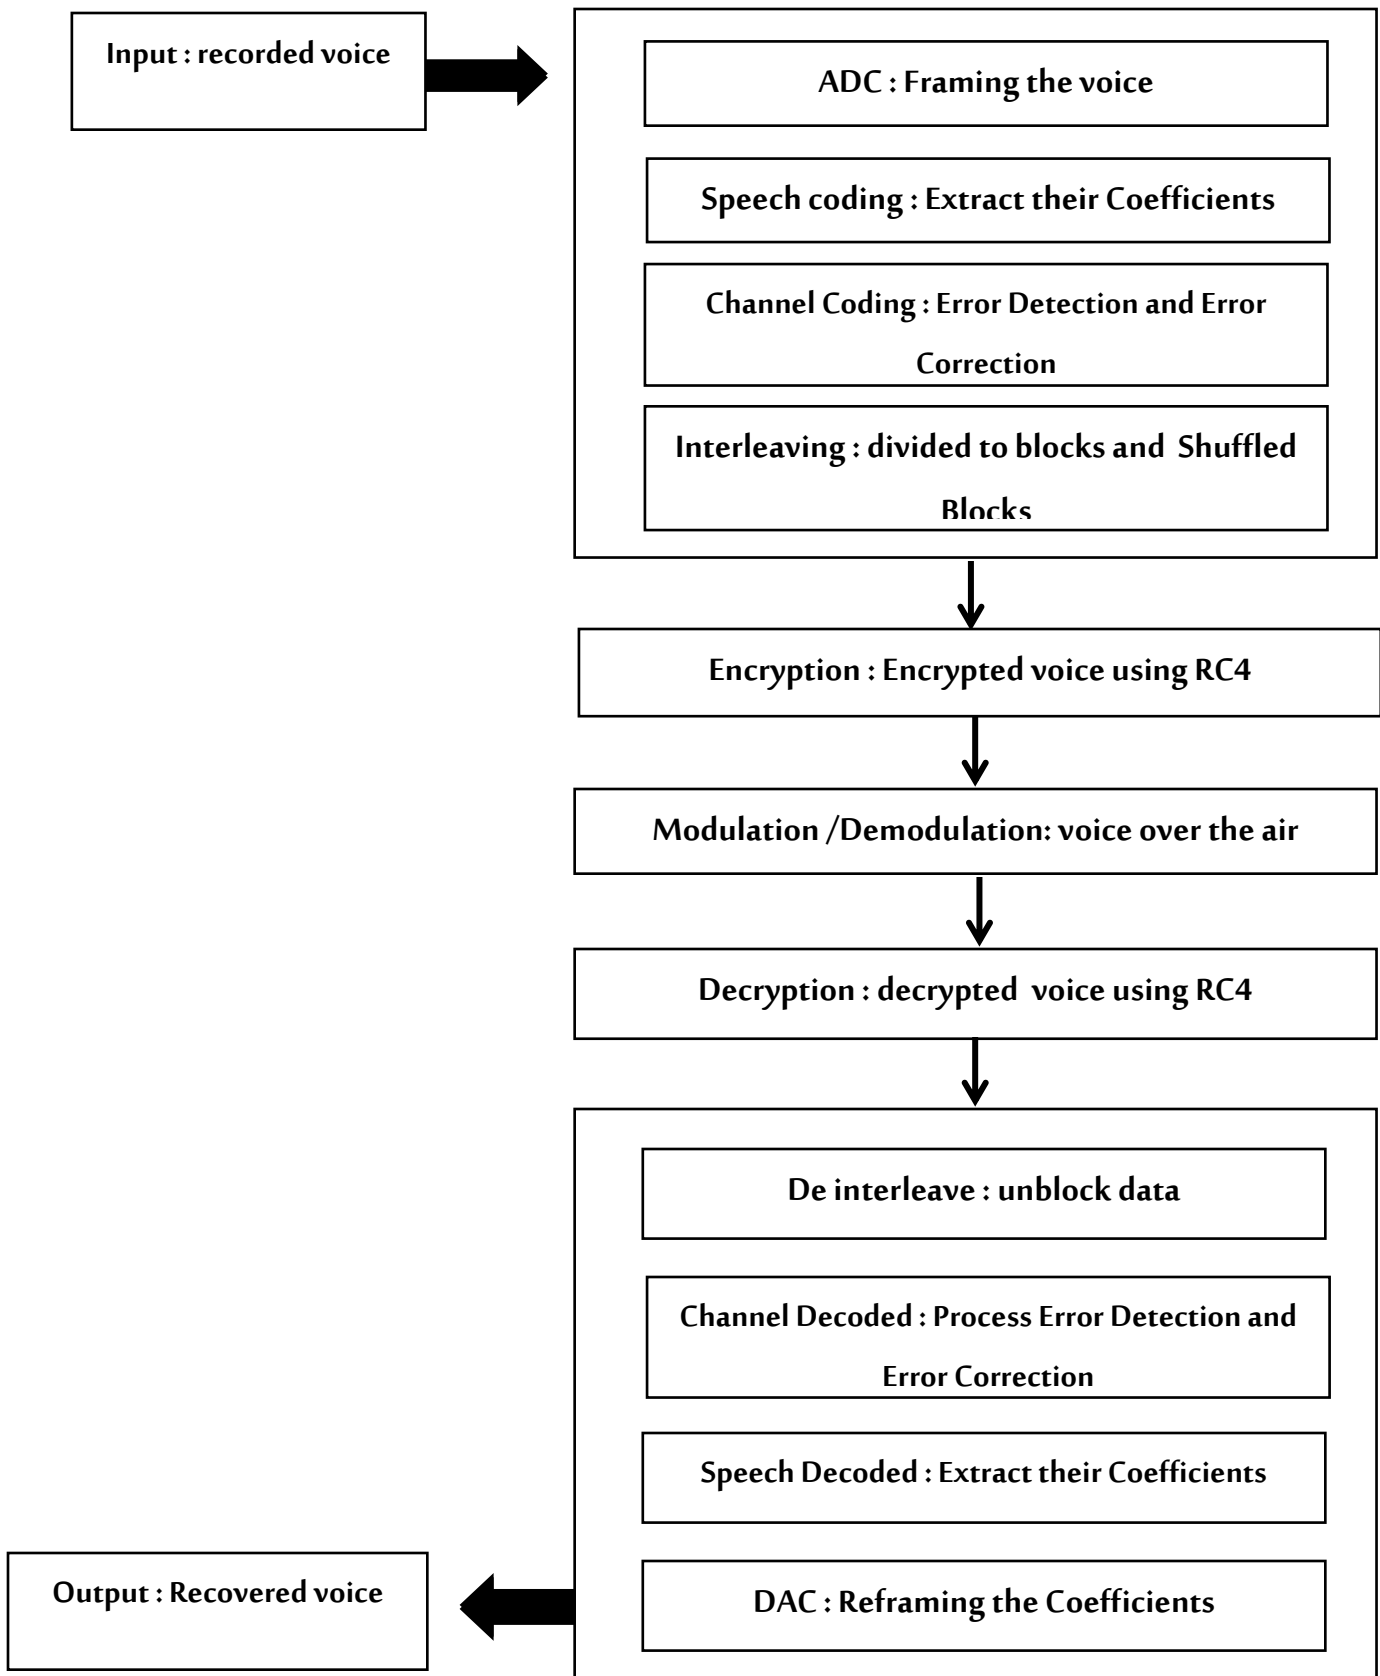 Input : recorded voice
ADC : Framing the voice
Speech coding : Extract their Coefficients
Channel Coding : Error Detection and Error
Correction
Interleaving : divided to blocks and Shuffled
Blocks
Encryption : Encrypted voice using RC4
Modulation /Demodulation: voice over the air
Decryption : decrypted voice using RC4
De interleave : unblock data
Channel Decoded : Process Error Detection and
Error Correction
Speech Decoded : Extract their Coefficients
Output : Recovered voice
DAC : Reframing the Coefficients